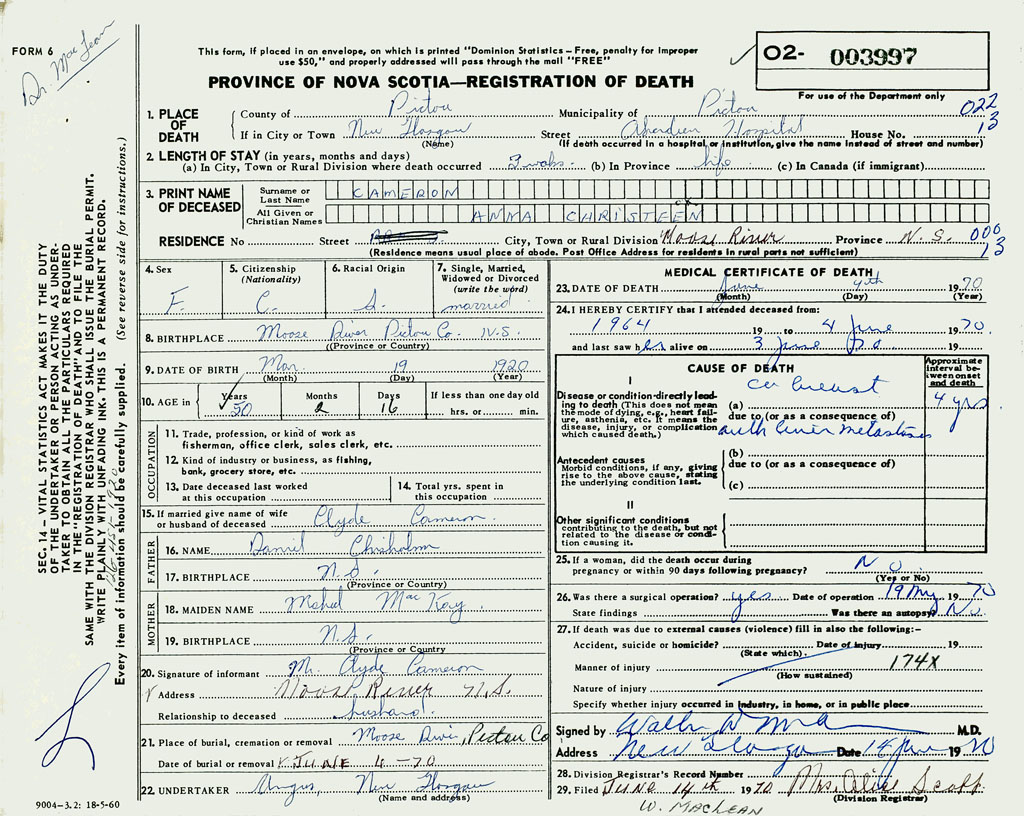 FORM 6
Dr. MacLean
This form, if placed in an envelope, on which is printed "Dominion Statistics – Free, penalty for improper
use $50," and properly addressed will pass through the mail "FREE"
PROVINCE OF NOVA SCOTIA—REGISTRATION OF DEATH
02- 003997
For use of the Department only
022
13
1. PLACE OF DEATH County of Pictou Municipality of Pictou
If in City or Town New Glasgow (Name) Street Aberdeen Hospital House No.
(If death occurred in a hospital or institution, give the name instead of street and number)
2. LENGTH OF STAY (in years, months and days)
(a) In City, Town or Rural Division where death occurred 3 wks. (b) In Province life (c) In Canada (if immigrant)
3. PRINT NAME OF DECEASED Surname or Last Name CAMERON
All Given or Christian Names ANNA CHRISTEEN
RESIDENCE No Street City, Town or Rural Division Moose River Province N.S. 000
13
(Residence means usual place of abode. Post Office Address for residents in rural parts not sufficient)
4. Sex F.
5. Citizenship (Nationality) C.
6. Racial Origin S.
7. Single, Married, Widowed or Divorced (write the word) married
8. BIRTHPLACE Moose River Pictou Co. N.S.
(Province or Country)
9. DATE OF BIRTH Mar 19 1920
(Month) (Day) (Year)
10. AGE in Years 50 Months 2 Days 16 If less than one day old hrs. or min.
OCCUPATION
11. Trade, profession, or kind of work as
fisherman, office clerk, sales clerk, etc.
12. Kind of industry or business, as fishing,
bank, grocery store, etc.
13. Date deceased last worked at this occupation
14. Total yrs. spent in this occupation
15. If married give name of wife
or husband of deceased Clyde Cameron
FATHER
16. NAME Daniel Chisholm
17. BIRTHPLACE N.S.
(Province or Country)
MOTHER
18. MAIDEN NAME MacKay
19. BIRTHPLACE N.S.
(Province or Country
20. Signature of informant Mr. Clyde Cameron
Address Moose River N.S.
Relationship to deceased husband.
21. Place of burial, cremation or removal Moose River, Pictou Co
Date of burial or removal JUNE 4-70
22. UNDERTAKER Angus, New Glasgow
(Name and address)
MEDICAL CERTIFICATE OF DEATH
23. DATE OF DEATH June 4th 1970
(Month) (Day) (Year)
24. I HEREBY CERTIFY that I attended deceased from:
1964 19 to 4 June 1970.
and last saw her alive on 3 June 70
CAUSE OF DEATH
Approximate interval between onset and death
I
Disease or condition directly leading to death (This does not mean the mode of dying, e.g., heart failure, asthenia, etc. It means the disease, injury, or complication which caused death.)
(a) ca breast 4 yrs
due to (or as a consequence of)
with liver metastases
Antecedent causes
Morbid conditions, if any, giving rise to the above cause, stating the underlying condition last.
(b)
due to (or as a consequence of)
(c)
II
Other significant conditions
contributing to the death, but not related to the disease or condition causing it.
25. If a woman, did the death occur during
pregnancy or within 90 days following pregnancy? NO
(Yes or No)
26. Was there a surgical operation? yes Date of operation 19 May 1970
State findings Was there an autopsy? No
27. If death was due to external causes (violence) fill in also the following:–
Accident, suicide or homicide? Date of injury 19
(State which).
Manner of injury 174X
(How sustained)
Nature of injury
Specify whether injury occurred in industry, in home, or in public place
Signed by M.D.
Address New Glasgow Date 14 June 1970
28. Division Registrar's Record Number
29. Filed JUNE 14th 1970 Mrs. Alice Scott
(Division Registrar)
W. MACLEAN
SEC. 14 – VITAL STATISTICS ACT MAKES IT THE DUTY
OF THE UNDERTAKER OR PERSON ACTING AS UNDER-
TAKER TO OBTAIN ALL THE PARTICULARS REQUIRED
IN THE "REGISTRATION OF DEATH" AND TO FILE THE
SAME WITH THE DIVISION REGISTRAR WHO SHALL ISSUE THE BURIAL PERMIT.
WRITE PLAINLY WITH UNFADING INK. THIS IS A PERMANENT RECORD.
Every item of information should be carefully supplied. (See reverse side for instructions.)
9004-3.2: 18-5-60